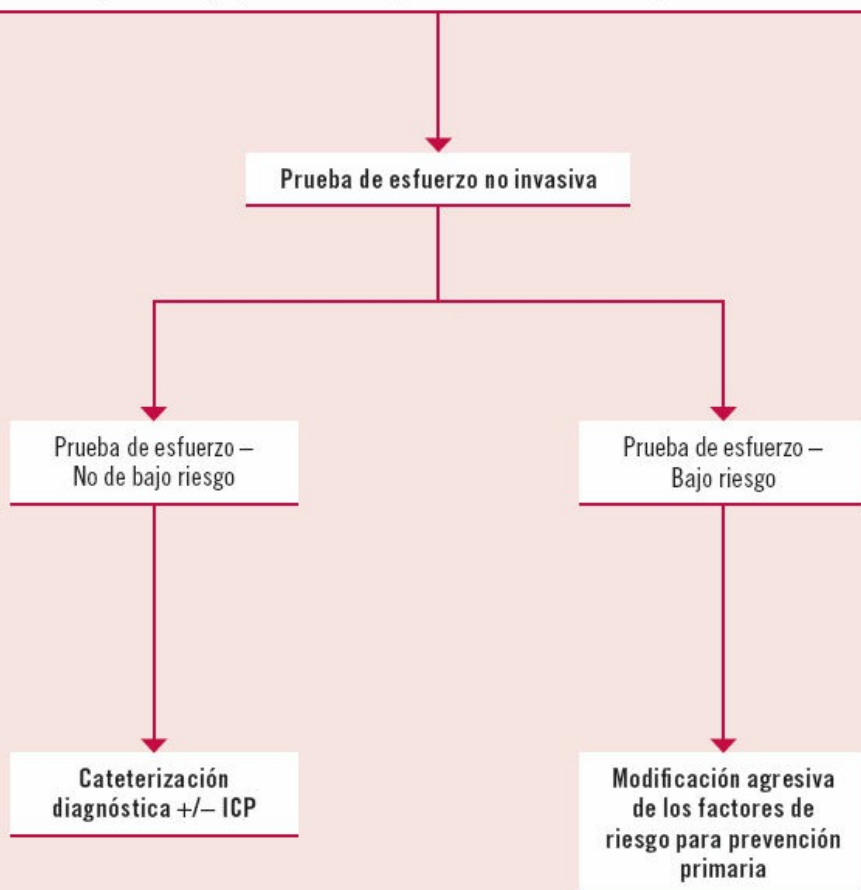 Prueba de esfuerzo no invasiva
Prueba de esfuerzo –
No de bajo riesgo
Prueba de esfuerzo –
Bajo riesgo
Cateterización
diagnóstica +/– ICP
Modificación agresiva
de los factores de
riesgo para prevención
primaria